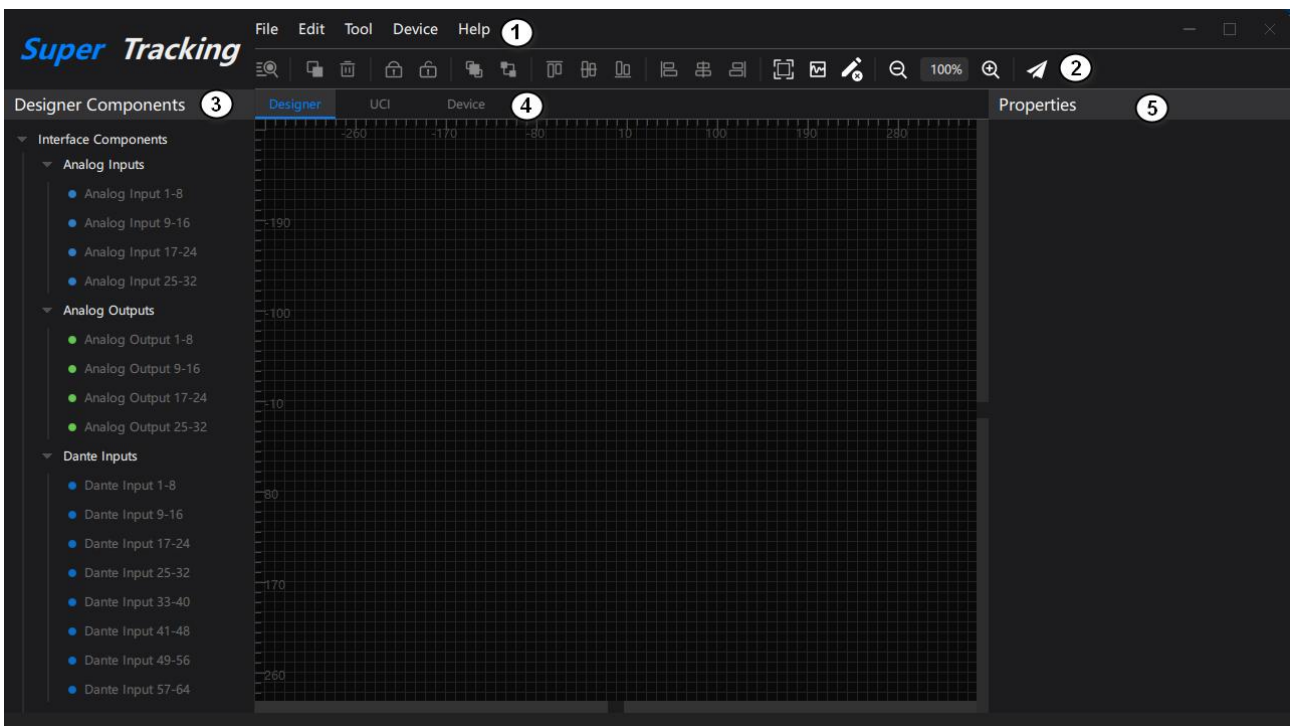 Super Tracking
File Edit Tool Device Help 1
100% 2
Designer Components 3
Designer UCI Device 4
Properties 5
-260 -170 -80 10 100 190 280
Interface Components
Analog Inputs
Analog Input 1-8
Analog Input 9-16
Analog Input 17-24
Analog Input 25-32
Analog Outputs
Analog Output 1-8
Analog Output 9-16
Analog Output 17-24
Analog Output 25-32
Dante Inputs
Dante Input 1-8
Dante Input 9-16
Dante Input 17-24
Dante Input 25-32
Dante Input 33-40
Dante Input 41-48
Dante Input 49-56
Dante Input 57-64
-190
-100
-10
80
170
260